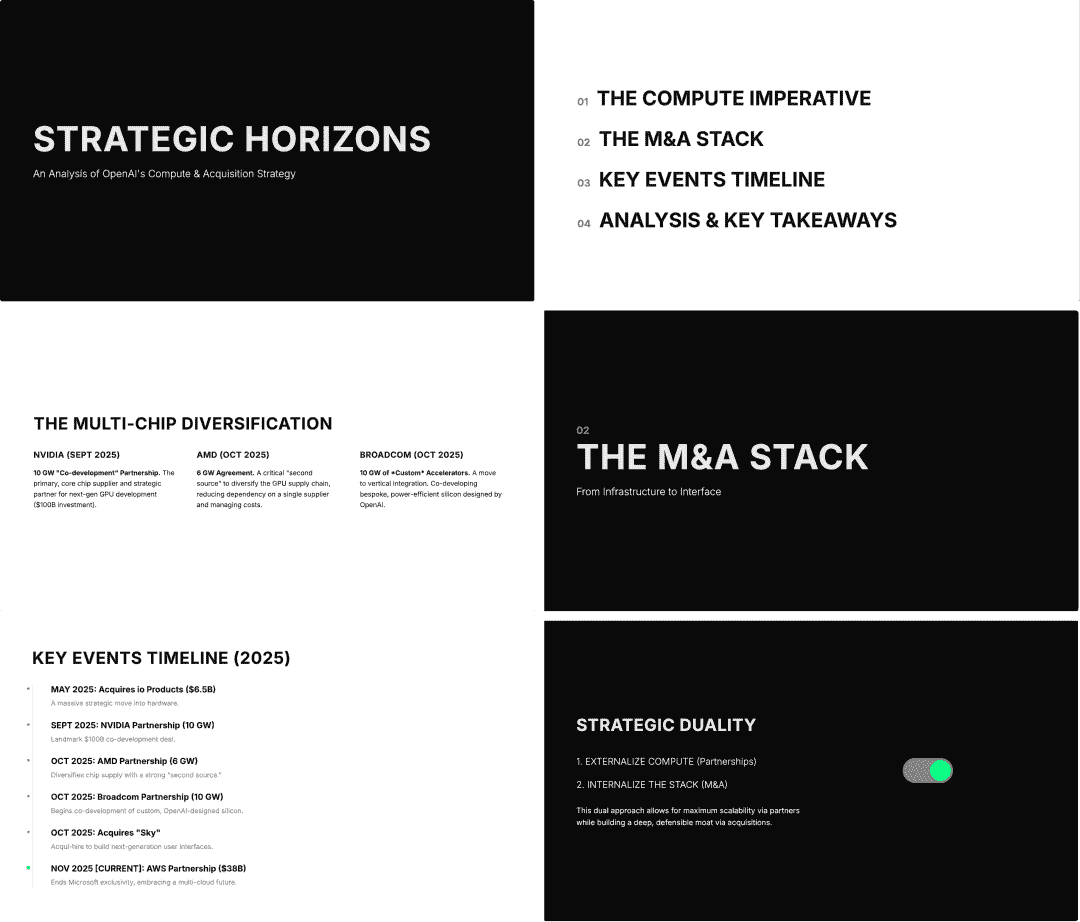 STRATEGIC HORIZONS
An Analysis of OpenAI's Compute & Acquisition Strategy
01 THE COMPUTE IMPERATIVE
02 THE M&A STACK
03 KEY EVENTS TIMELINE
04 ANALYSIS & KEY TAKEAWAYS
THE MULTI-CHIP DIVERSIFICATION
NVIDIA (SEPT 2025)
10 GW "Co-development" Partnership. The
primary, core chip supplier and strategic
partner for next-gen GPU development
($100B investment).
AMD (OCT 2025)
6 GW Agreement. A critical "second
source" to diversify the GPU supply chain,
reducing dependency on a single supplier
and managing costs.
BROADCOM (OCT 2025)
10 GW of *Custom* Accelerators. A move
to vertical integration. Co-developing
bespoke, power-efficient silicon designed by
OpenAI.
02
THE M&A STACK
From Infrastructure to Interface
KEY EVENTS TIMELINE (2025)
MAY 2025: Acquires io Products ($6.5B)
A massive strategic move into hardware.
SEPT 2025: NVIDIA Partnership (10 GW)
Landmark $100B co-development deal.
OCT 2025: AMD Partnership (6 GW)
Diversifies chip supply with a strong "second source."
OCT 2025: Broadcom Partnership (10 GW)
Begins co-development of custom, OpenAI-designed silicon.
OCT 2025: Acquires "Sky"
Acqui-hire to build next-generation user interfaces.
NOV 2025 [CURRENT]: AWS Partnership ($38B)
Ends Microsoft exclusivity, embracing a multi-cloud future.
STRATEGIC DUALITY
1. EXTERNALIZE COMPUTE (Partnerships)
2. INTERNALIZE THE STACK (M&A)
This dual approach allows for maximum scalability via partners
while building a deep, defensible moat via acquisitions.